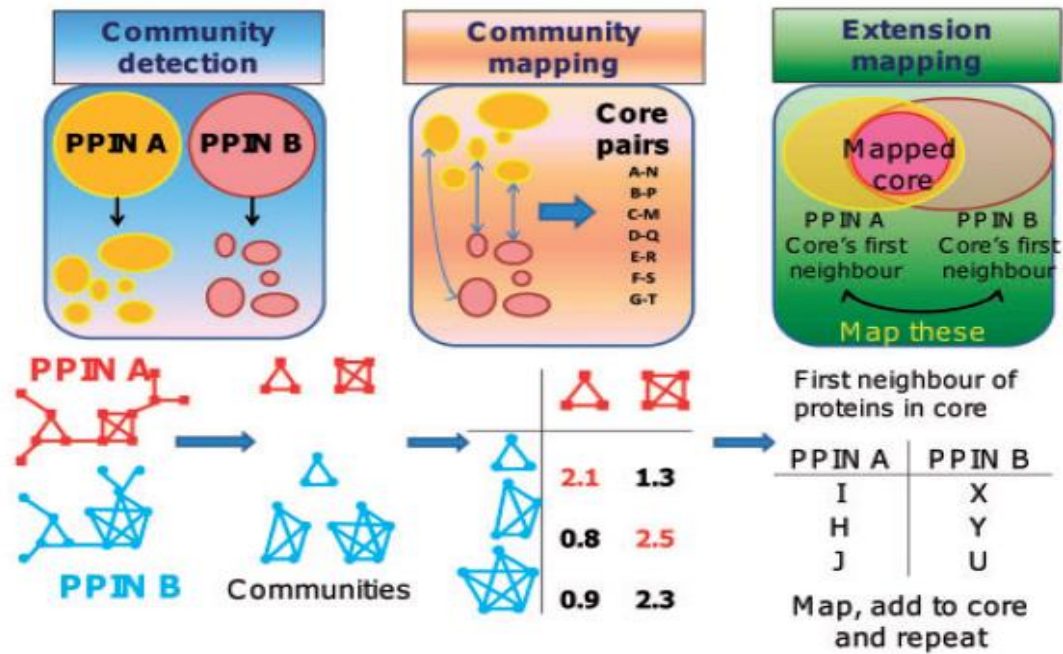 Community
detection
Community
mapping
Extension
mapping
PPIN A
PPIN B
Core
pairs
A-N
B-P
C-M
D-Q
E-R
F-S
G-T
Mapped
core
PPIN A
Core's first
neighbour
PPIN B
Core's first
neighbour
Map these
PPIN A
PPIN B
Communities
2.1 1.3
0.8 2.5
0.9 2.3
First neighbour of
proteins in core
PPIN A PPIN B
I X
H Y
J U
Map, add to core
and repeat